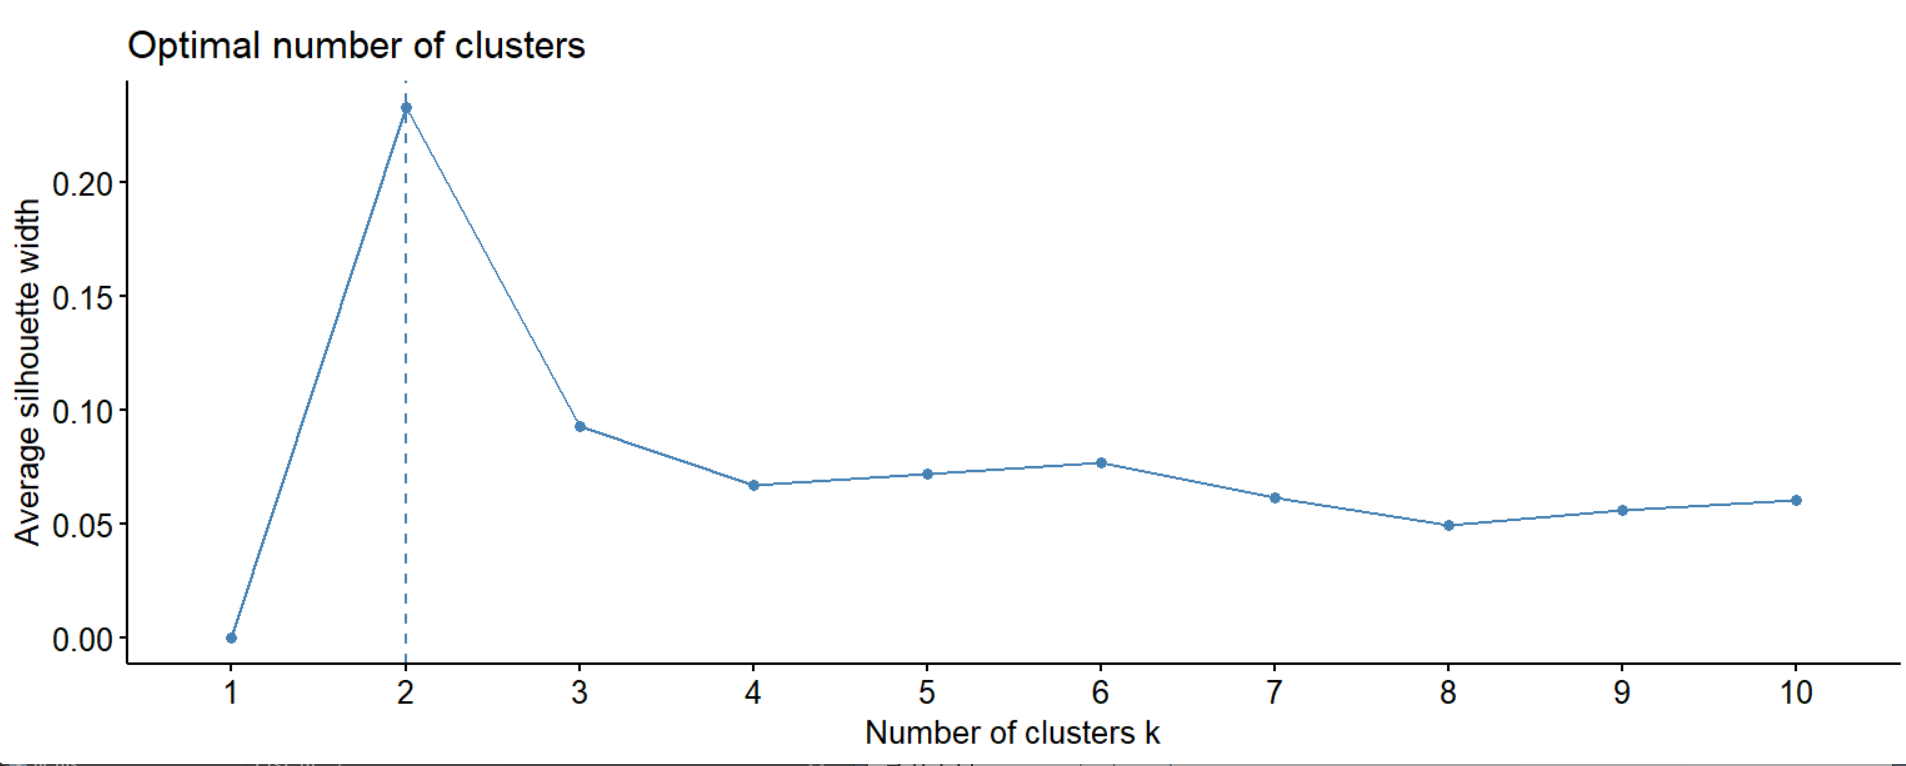 Optimal number of clusters
Average silhouette width
0.20
0.15
0.10
0.05
0.00
1 2 3 4 5 6 7 8 9 10
Number of clusters k